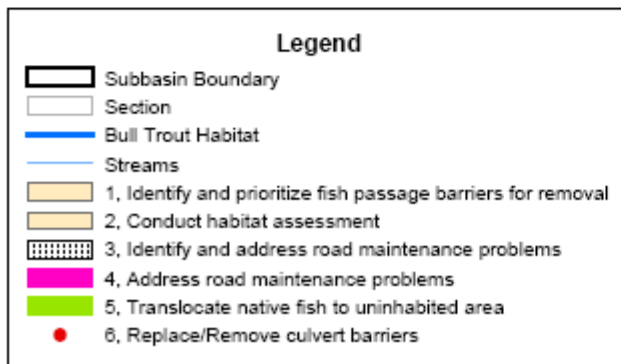 Legend
Subbasin Boundary
Section
Bull Trout Habitat
Streams
1, Identify and prioritize fish passage barriers for removal
2, Conduct habitat assessment
3, Identify and address road maintenance problems
4, Address road maintenance problems
5, Translocate native fish to uninhabited area
6, Replace/Remove culvert barriers